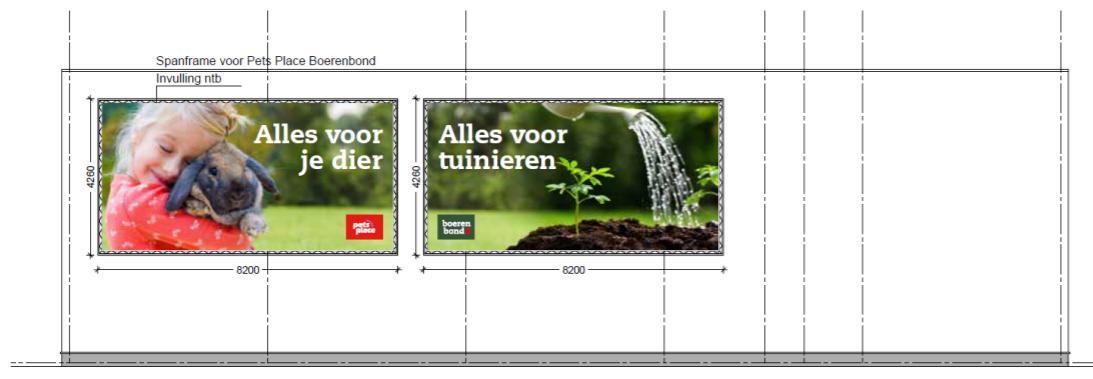 Spanframe voor Pets Place Boerenbond
Invulling ntb
4260
Alles voor
je dier
pets
place
8200
4260
Alles voor
tuinieren
boeren
bond
8200